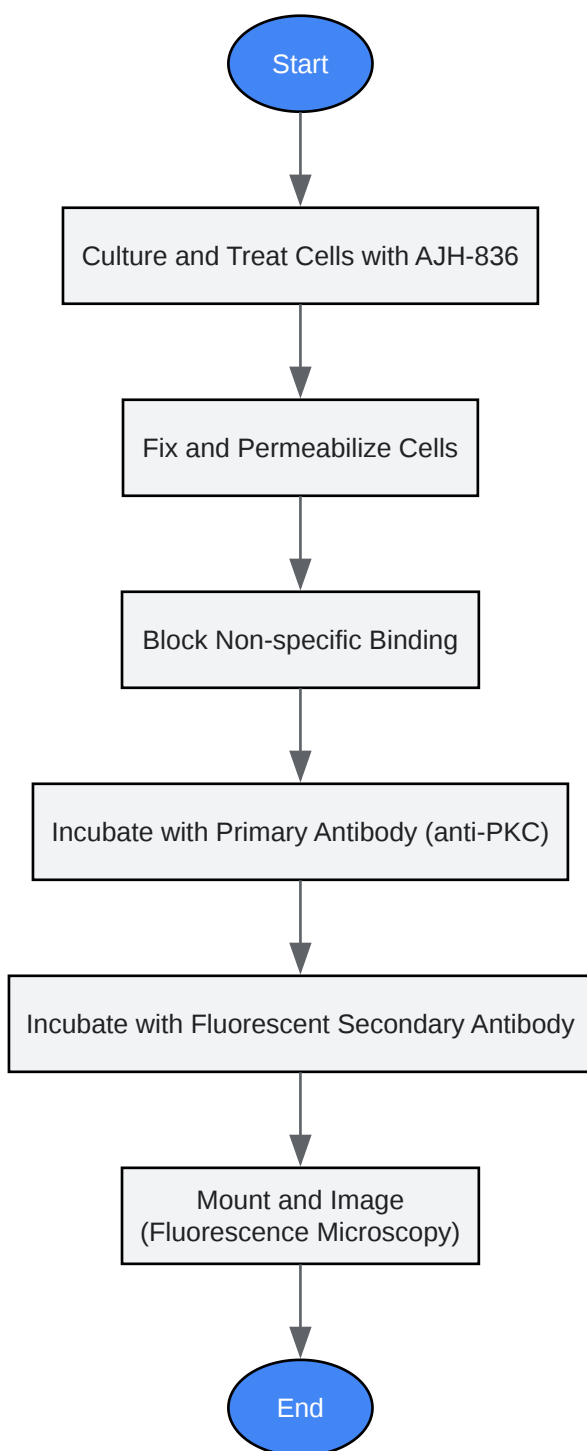 Start
Culture and Treat Cells with AJH-836
Fix and Permeabilize Cells
Block Non-specific Binding
Incubate with Primary Antibody (anti-PKC)
Incubate with Fluorescent Secondary Antibody
Mount and Image
(Fluorescence Microscopy)
End